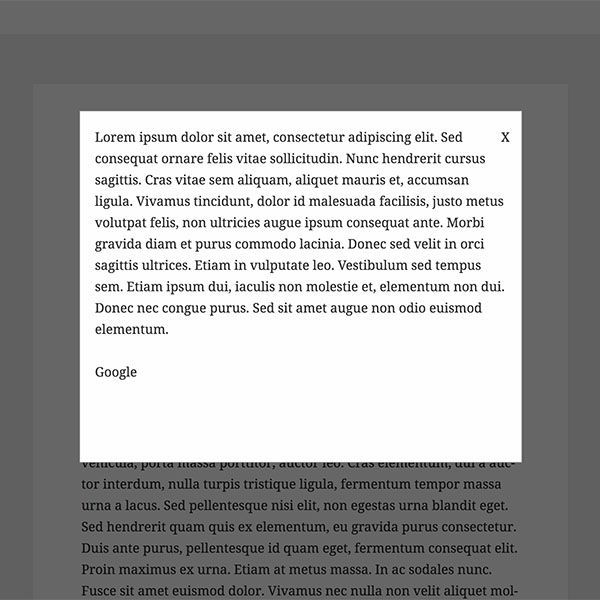 Lorem ipsum dolor sit amet, consectetur adipiscing elit. Sed
X
consequat ornare felis vitae sollicitudin. Nunc hendrerit cursus
sagittis. Cras vitae sem aliquam, aliquet mauris et, accumsan
ligula. Vivamus tincidunt, dolor id malesuada facilisis, justo metus
volutpat felis, non ultricies augue ipsum consequat ante. Morbi
gravida diam et purus commodo lacinia. Donec sed velit in orci
sagittis ultrices. Etiam in vulputate leo. Vestibulum sed tempus
sem. Etiam ipsum dui, iaculis non molestie et, elementum non dui.
Donec nec congue purus. Sed sit amet augue non odio euismod
elementum.
Google
vehicula, porta massa porttitor, auctor leo. Cras elementum, dui a auc-
tor interdum, nulla turpis tristique ligula, fermentum tempor massa
urna a lacus. Sed pellentesque nisi elit, non egestas urna blandit eget.
Sed hendrerit quam quis ex elementum, eu gravida purus consectetur.
Duis ante purus, pellentesque id quam eget, fermentum consequat elit.
Proin maximus ex urna. Etiam at metus massa. In ac sodales nunc.
Fusce sit amet euismod dolor. Vivamus nec nulla non velit aliquet mol-